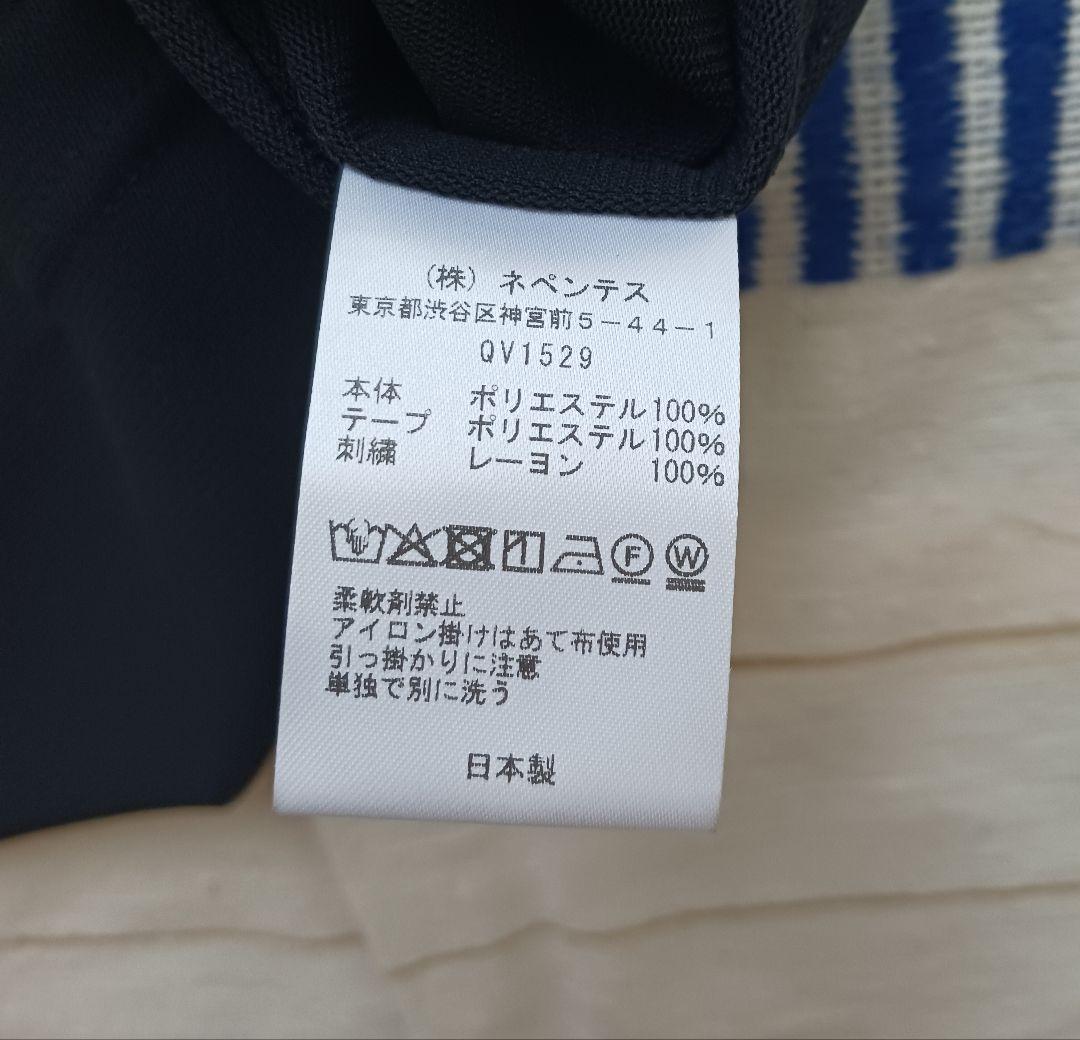 (株) ネペンテス
東京都渋谷区神宮前5-44-1
QV1529
本体 ポリエステル100%
テープ ポリエステル100%
刺繍 レーヨン 100%
F W
柔軟剤禁止
アイロン掛けはあて布使用
引っ掛かりに注意
単独で別に洗う
日本製